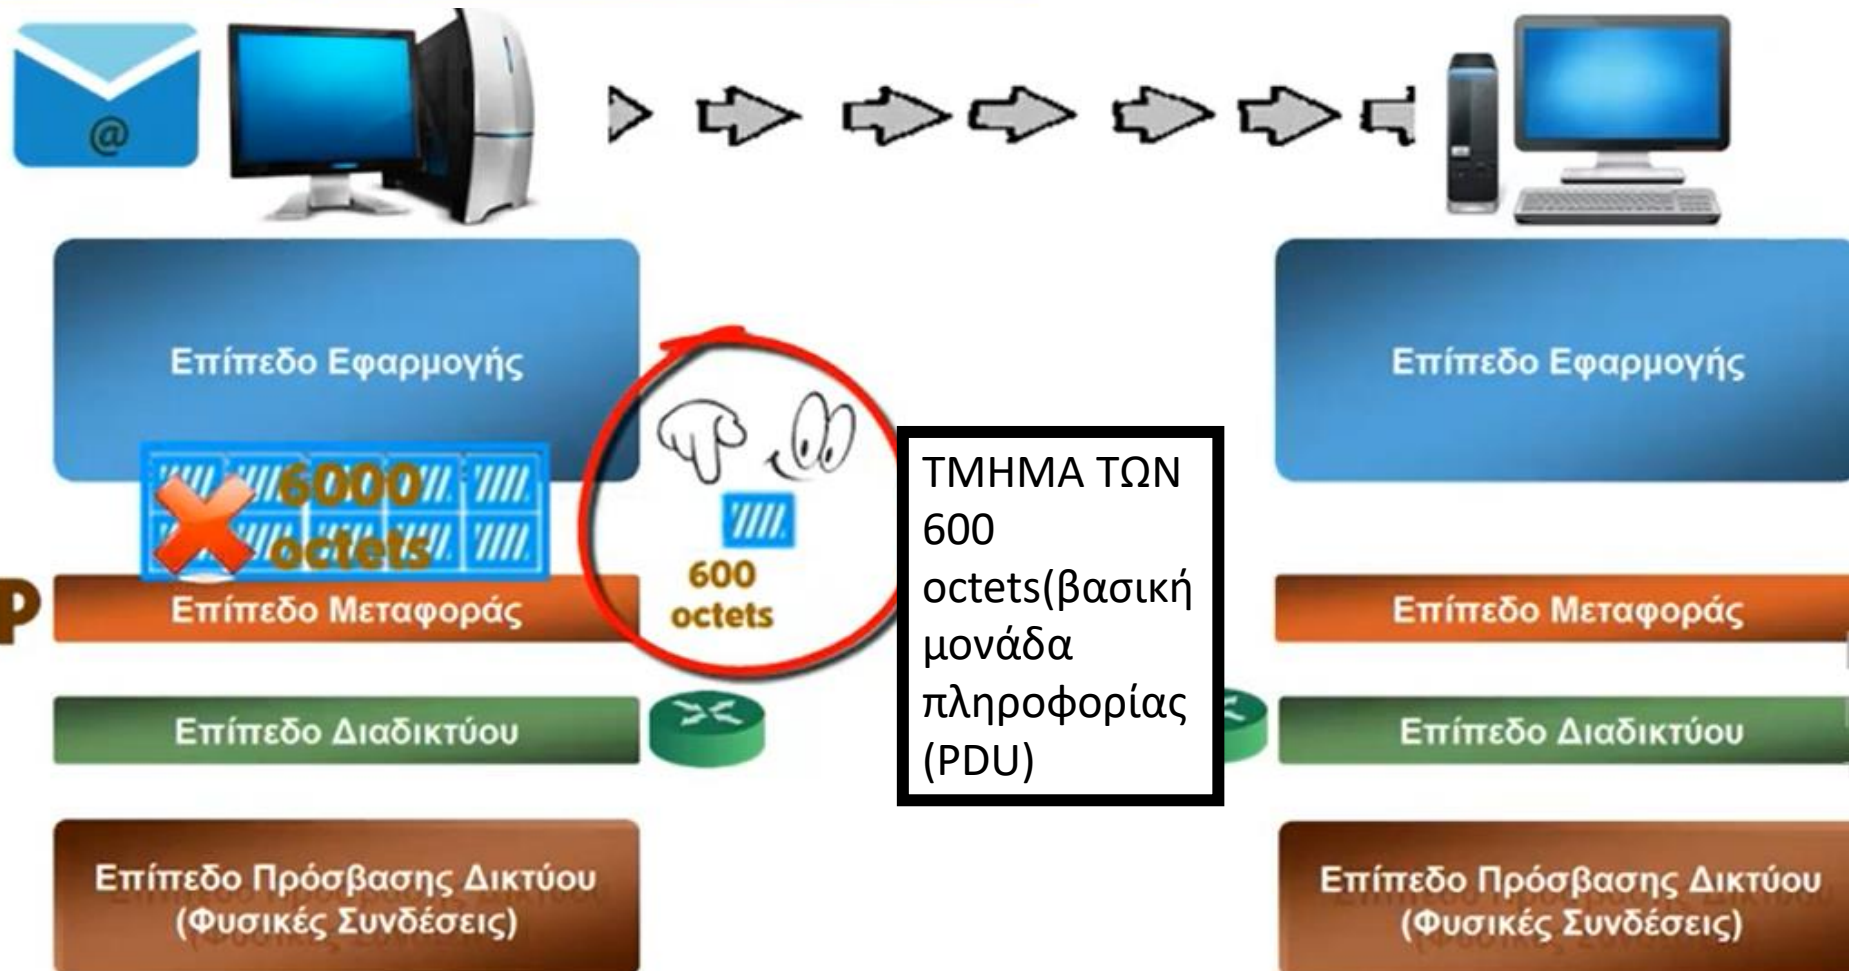 @
Επίπεδο Εφαρμογής
6000
octets
P
Επίπεδο Μεταφοράς
600
octets
Επίπεδο Διαδικτύου
Επίπεδο Πρόσβασης Δικτύου
(Φυσικές Συνδέσεις)
ΤΜΗΜΑ ΤΩΝ
600
octets(βασική
μονάδα
πληροφορίας
(PDU)
Επίπεδο Εφαρμογής
Επίπεδο Μεταφοράς
Επίπεδο Διαδικτύου
Επίπεδο Πρόσβασης Δικτύου
(Φυσικές Συνδέσεις)